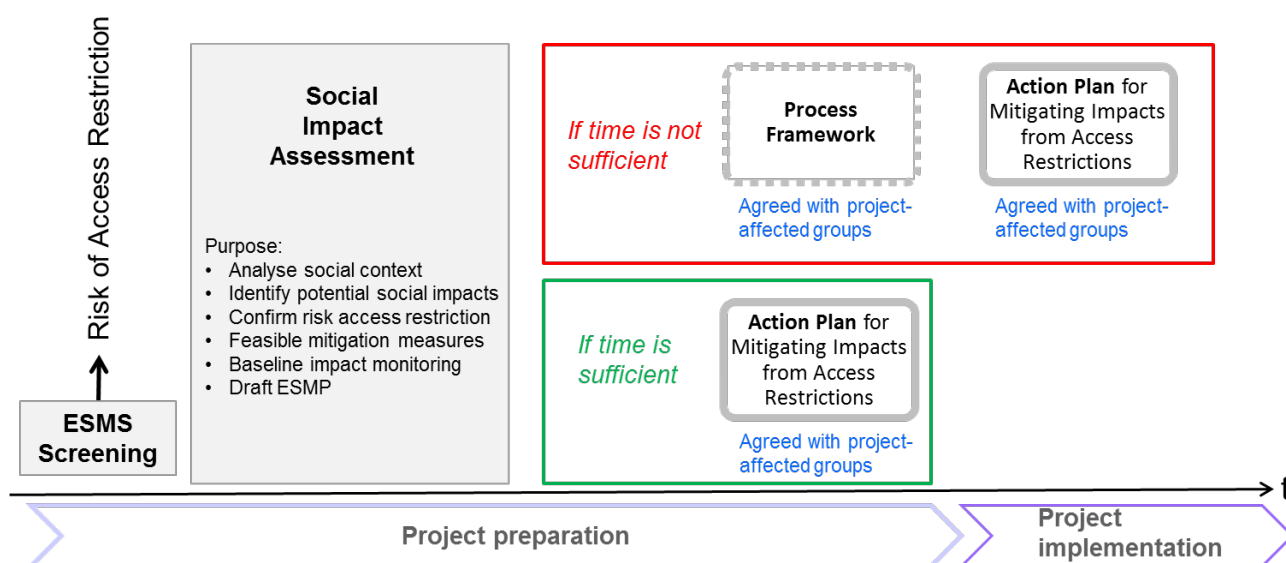 Risk of Access Restriction
ESMS
Screening
Social
Impact
Assessment
Purpose:
• Analyse social context
• Identify potential social impacts
• Confirm risk access restriction
• Feasible mitigation measures
• Baseline impact monitoring
• Draft ESMP
If time is not
sufficient
Process
Framework
Agreed with project-
affected groups
Action Plan for
Mitigating Impacts
from Access
Restrictions
Agreed with project-
affected groups
If time is
sufficient
Action Plan for
Mitigating Impacts
from Access
Restrictions
Agreed with project-
affected groups
t
Project preparation
Project
implementation